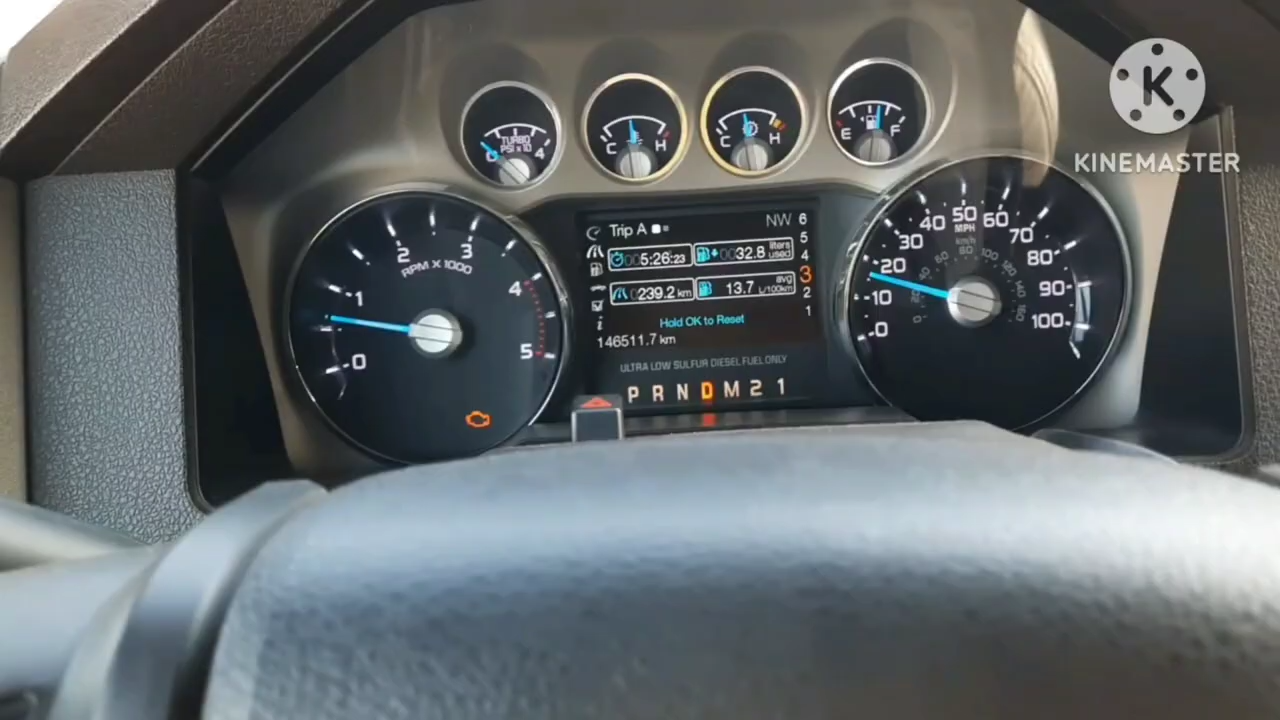 K
KINEMASTER
TURBO
PSI x 10
0 4
C H
C H
E F
0 1 2 3 4 5
RPM X 1000
Trip A
NW
6
5
4
3
2
1
5:26:23
32.8 liters used
239.2 km
13.7 avg L/100km
Hold OK to Reset
146511.7 km
ULTRA LOW SULFUR DIESEL FUEL ONLY
P R N D M 2 1
0 10 20 30 40 50 60 70 80 90 100
MPH
km/h